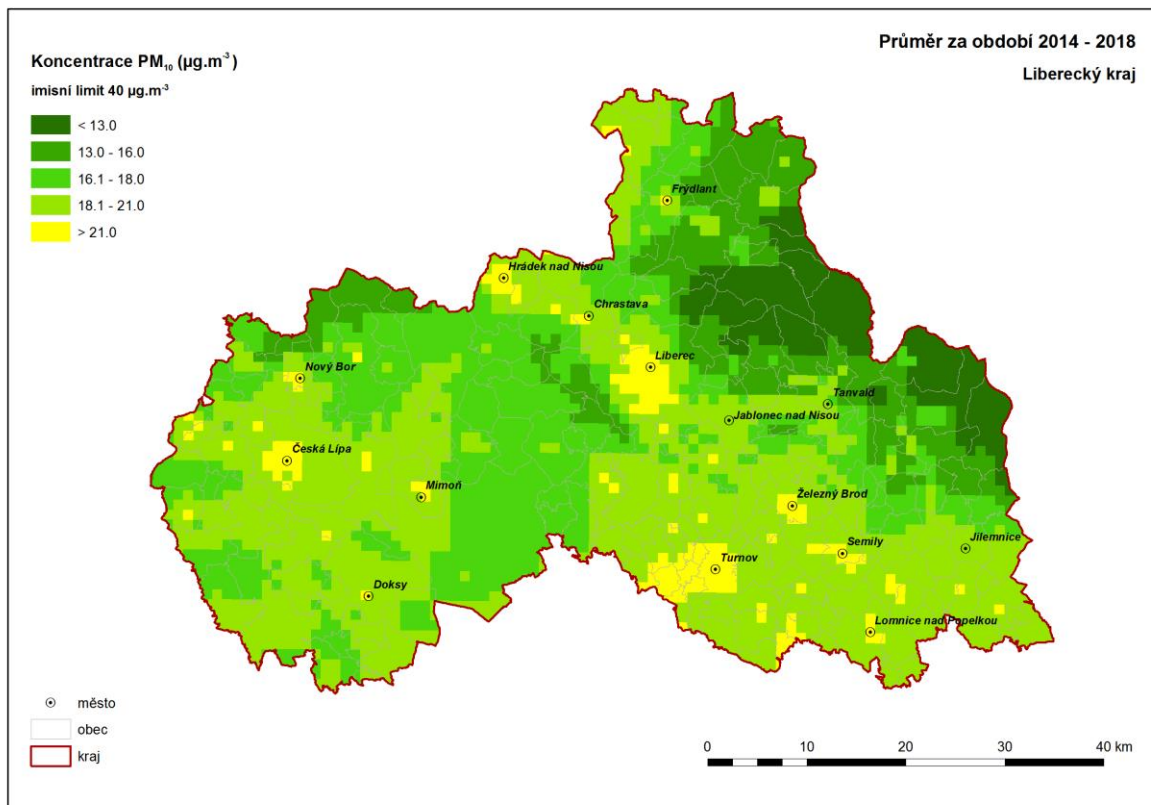 Průměr za období 2014 - 2018
Liberecký kraj
Koncentrace PM₁₀ (µg.m⁻³)
imisní limit 40 µg.m⁻³
< 13.0
13.0 - 16.0
16.1 - 18.0
18.1 - 21.0
> 21.0
Frýdlant
Hrádek nad Nisou
Chrastava
Liberec
Nový Bor
Tanvald
Jablonec nad Nisou
Česká Lípa
Mimoň
Železný Brod
Semily
Jilemnice
Turnov
Doksy
Lomnice nad Popelkou
město
obec
kraj
0 10 20 30 40 km